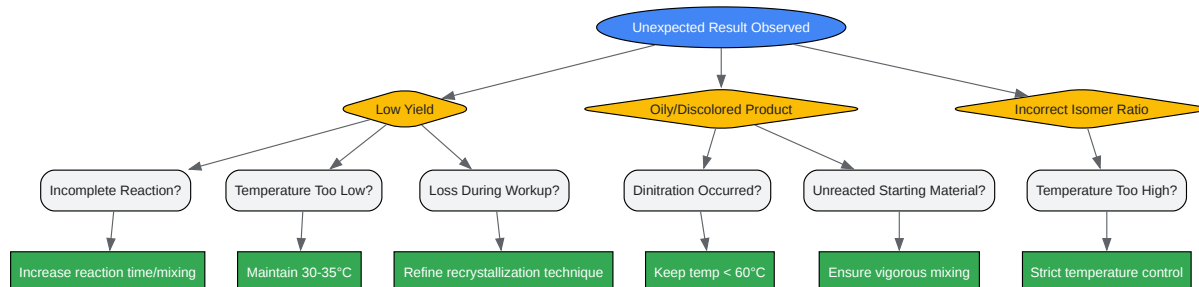 Unexpected Result Observed
Low Yield
Oily/Discolored Product
Incorrect Isomer Ratio
Incomplete Reaction?
Temperature Too Low?
Loss During Workup?
Dinitration Occurred?
Unreacted Starting Material?
Temperature Too High?
Increase reaction time/mixing
Maintain 30-35°C
Refine recrystallization technique
Keep temp < 60°C
Ensure vigorous mixing
Strict temperature control